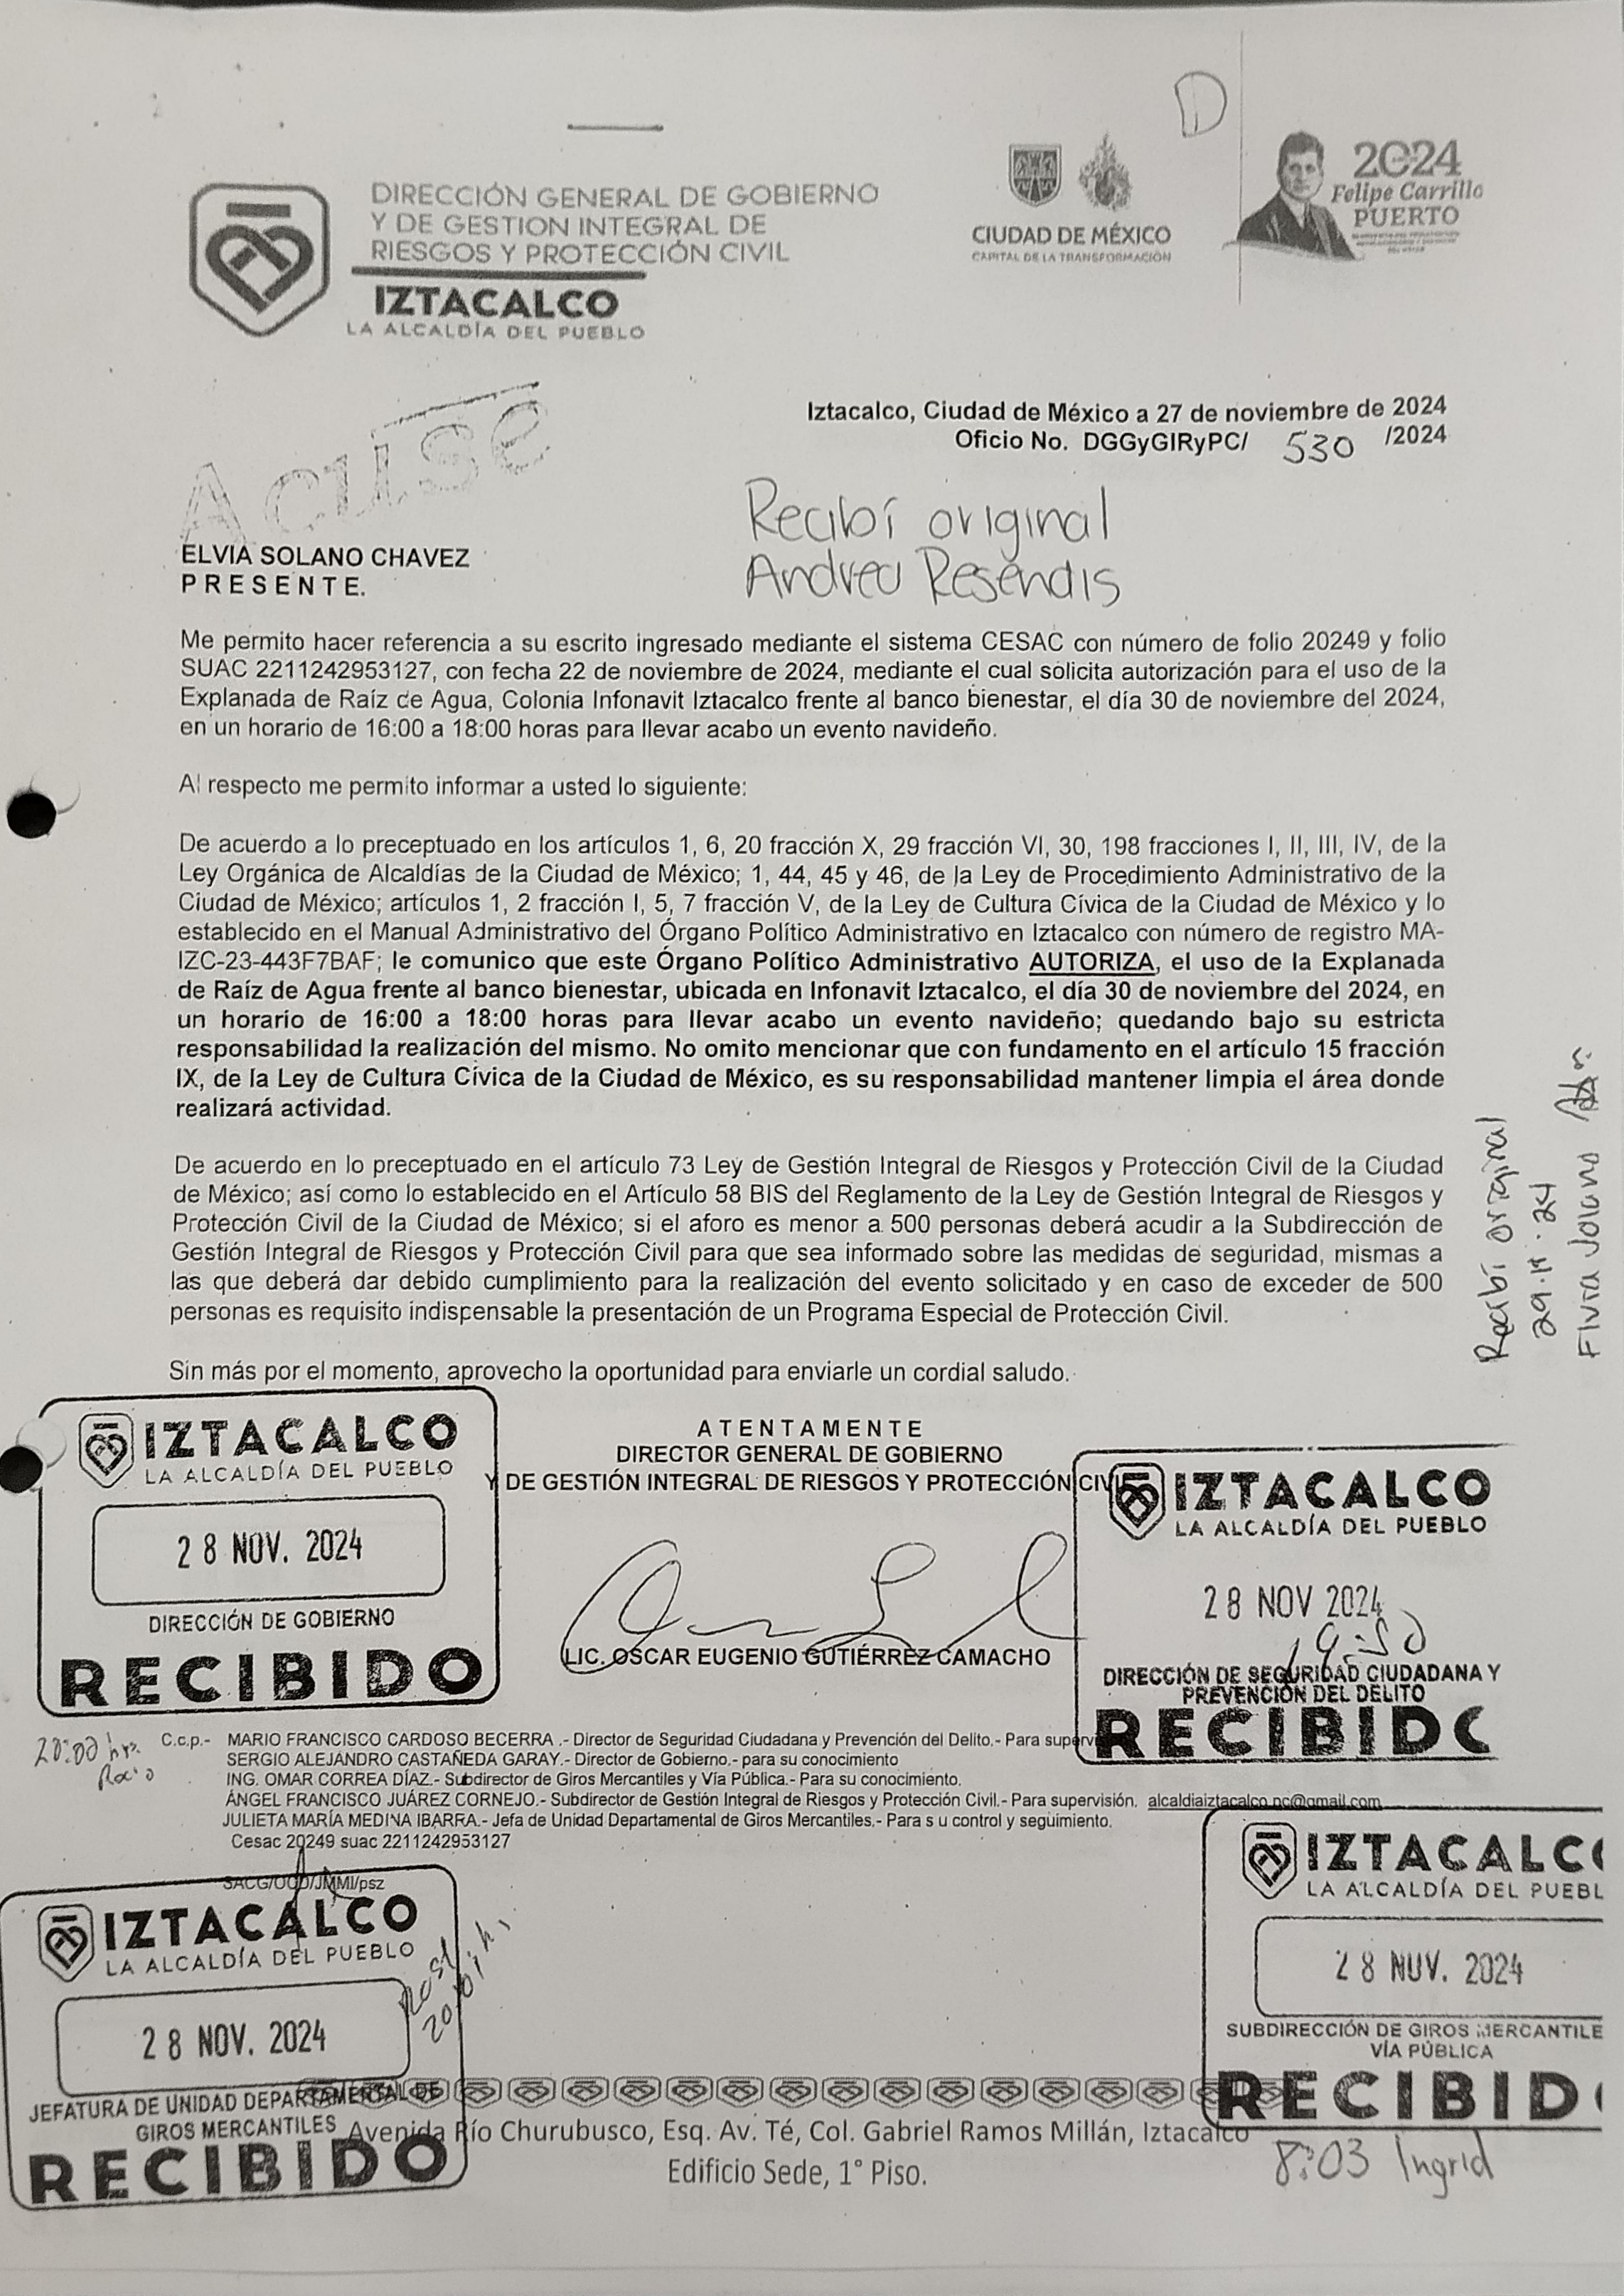 D
DIRECCIÓN GENERAL DE GOBIERNO
Y DE GESTION INTEGRAL DE
RIESGOS Y PROTECCIÓN CIVIL
IZTACALCO
LA ALCALDÍA DEL PUEBLO
CIUDAD DE MÉXICO
CAPITAL DE LA TRANSFORMACIÓN
2024
Felipe Carrillo
PUERTO
Iztacalco, Ciudad de México a 27 de noviembre de 2024
Oficio No. DGGyGIRyPC/ 530 /2024
Acuse
Recibí original
Andrea Resendis
ELVIA SOLANO CHAVEZ
P R E S E N T E.
Me permito hacer referencia a su escrito ingresado mediante el sistema CESAC con número de folio 20249 y folio
SUAC 2211242953127, con fecha 22 de noviembre de 2024, mediante el cual solicita autorización para el uso de la
Explanada de Raíz de Agua, Colonia Infonavit Iztacalco frente al banco bienestar, el día 30 de noviembre del 2024,
en un horario de 16:00 a 18:00 horas para llevar acabo un evento navideño.
Al respecto me permito informar a usted lo siguiente:
De acuerdo a lo preceptuado en los artículos 1, 6, 20 fracción X, 29 fracción VI, 30, 198 fracciones I, II, III, IV, de la
Ley Orgánica de Alcaldías de la Ciudad de México; 1, 44, 45 y 46, de la Ley de Procedimiento Administrativo de la
Ciudad de México; artículos 1, 2 fracción I, 5, 7 fracción V, de la Ley de Cultura Cívica de la Ciudad de México y lo
establecido en el Manual Administrativo del Órgano Político Administrativo en Iztacalco con número de registro MA-
IZC-23-443F7BAF; le comunico que este Órgano Político Administrativo AUTORIZA, el uso de la Explanada
de Raíz de Agua frente al banco bienestar, ubicada en Infonavit Iztacalco, el día 30 de noviembre del 2024, en
un horario de 16:00 a 18:00 horas para llevar acabo un evento navideño; quedando bajo su estricta
responsabilidad la realización del mismo. No omito mencionar que con fundamento en el artículo 15 fracción
IX, de la Ley de Cultura Cívica de la Ciudad de México, es su responsabilidad mantener limpia el área donde
realizará actividad.
De acuerdo en lo preceptuado en el artículo 73 Ley de Gestión Integral de Riesgos y Protección Civil de la Ciudad
de México; así como lo establecido en el Artículo 58 BIS del Reglamento de la Ley de Gestión Integral de Riesgos y
Protección Civil de la Ciudad de México; si el aforo es menor a 500 personas deberá acudir a la Subdirección de
Gestión Integral de Riesgos y Protección Civil para que sea informado sobre las medidas de seguridad, mismas a
las que deberá dar debido cumplimiento para la realización del evento solicitado y en caso de exceder de 500
personas es requisito indispensable la presentación de un Programa Especial de Protección Civil.
Recibí original
29·11·24
Elvia Solano
Sin más por el momento, aprovecho la oportunidad para enviarle un cordial saludo.
A T E N T A M E N T E
DIRECTOR GENERAL DE GOBIERNO
Y DE GESTIÓN INTEGRAL DE RIESGOS Y PROTECCIÓN CIVIL
LIC. OSCAR EUGENIO GUTIÉRREZ CAMACHO
IZTACALCO
LA ALCALDÍA DEL PUEBLO
28 NOV. 2024
DIRECCIÓN DE GOBIERNO
RECIBIDO
20:00 hrs.
Rocio
IZTACALCO
LA ALCALDÍA DEL PUEBLO
28 NOV 2024
19:50
DIRECCIÓN DE SEGURIDAD CIUDADANA Y
PREVENCIÓN DEL DELITO
RECIBIDO
C.c.p.- MARIO FRANCISCO CARDOSO BECERRA .- Director de Seguridad Ciudadana y Prevención del Delito.- Para superv
SERGIO ALEJANDRO CASTAÑEDA GARAY.- Director de Gobierno.- para su conocimiento
ING. OMAR CORREA DÍAZ.- Subdirector de Giros Mercantiles y Vía Pública.- Para su conocimiento.
ÁNGEL FRANCISCO JUÁREZ CORNEJO.- Subdirector de Gestión Integral de Riesgos y Protección Civil.- Para supervisión. alcaldiaiztacalco.pc@gmail.com
JULIETA MARÍA MEDINA IBARRA.- Jefa de Unidad Departamental de Giros Mercantiles.- Para s u control y seguimiento.
Cesac 20249 suac 2211242953127
SACG/OCD/JMMI/psz
IZTACALCO
LA ALCALDÍA DEL PUEBLO
28 NOV. 2024
JEFATURA DE UNIDAD DEPARTAMENTAL DE
GIROS MERCANTILES
RECIBIDO
IZTACALC
LA ALCALDÍA DEL PUEBL
28 NOV. 2024
SUBDIRECCIÓN DE GIROS MERCANTILE
VÍA PÚBLICA
RECIBID
8:03 Ingrid
Avenida Río Churubusco, Esq. Av. Té, Col. Gabriel Ramos Millán, Iztacalco
Edificio Sede, 1° Piso.